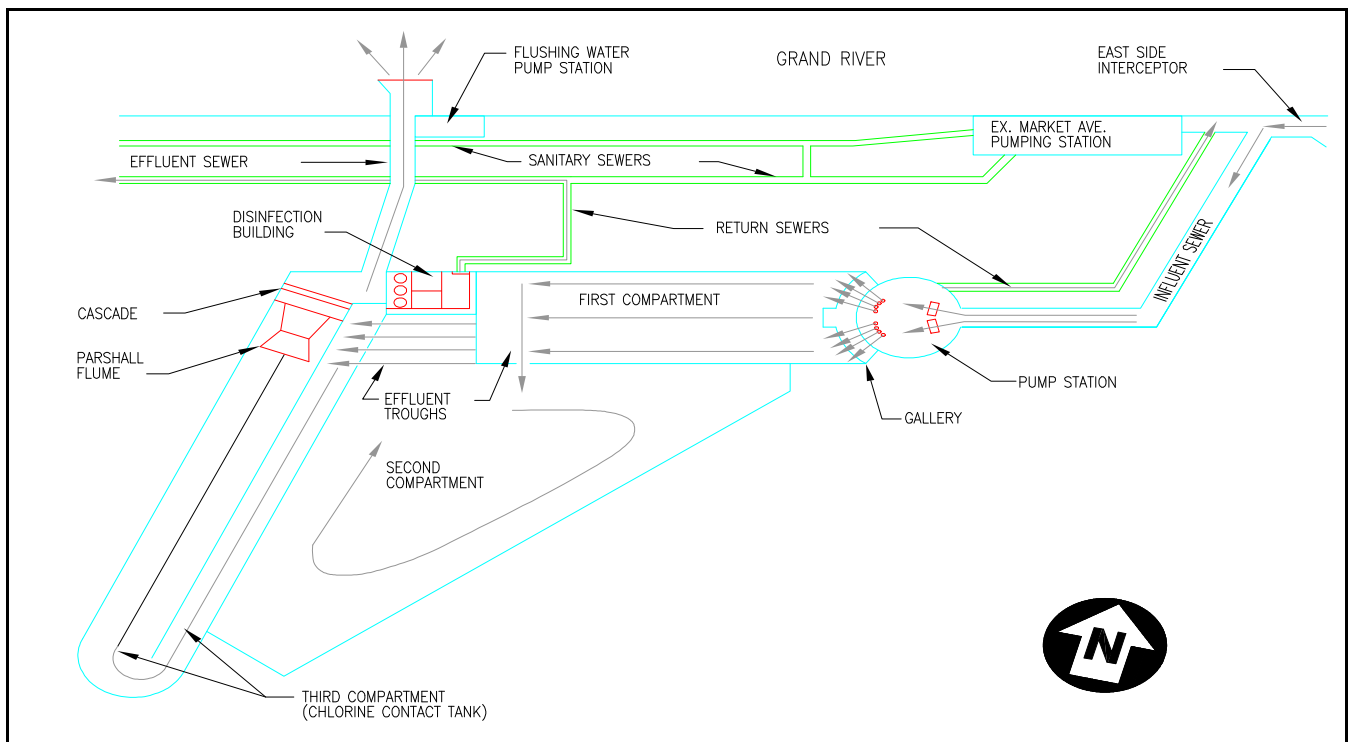 FLUSHING WATER
PUMP STATION
GRAND RIVER
EAST SIDE
INTERCEPTOR
EX. MARKET AVE.
PUMPING STATION
EFFLUENT SEWER
SANITARY SEWERS
DISINFECTION
BUILDING
RETURN SEWERS
INFLUENT SEWER
CASCADE
FIRST COMPARTMENT
PARSHALL
FLUME
PUMP STATION
EFFLUENT
TROUGHS
GALLERY
SECOND
COMPARTMENT
N
THIRD COMPARTMENT
(CHLORINE CONTACT TANK)